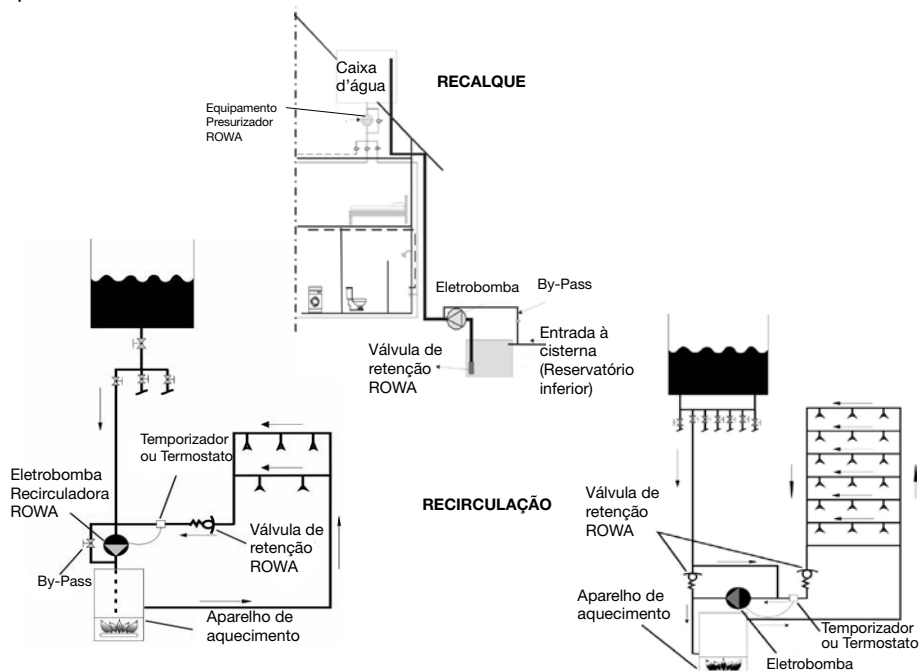 Caixa
d'água
RECALQUE
Equipamento
Presurizador
ROWA
Eletrobomba
By-Pass
Válvula de
retenção
ROWA
Entrada à
cisterna
(Reservatório
inferior)
Temporizador
ou Termostato
Eletrobomba
Recirculadora
ROWA
By-Pass
Válvula de
retenção
ROWA
Aparelho de
aquecimento
RECIRCULAÇÃO
Válvula de
retenção
ROWA
Aparelho de
aquecimento
Temporizador
ou Termostato
Eletrobomba